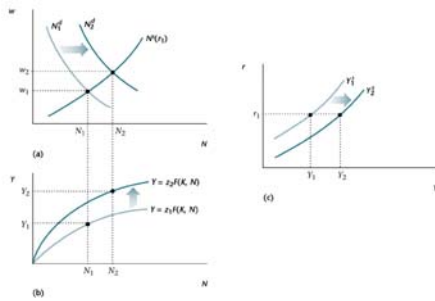 w
N₁ᵈ
N₂ᵈ
Nˢ(r₁)
w₂
w₁
N₁
N₂
N
(a)
Y
Y₂
Y₁
Y = z₂F(K, N)
Y = z₁F(K, N)
N₁
N₂
N
(b)
r
Y₁ˢ
Y₂ˢ
r₁
Y₁
Y₂
(c)